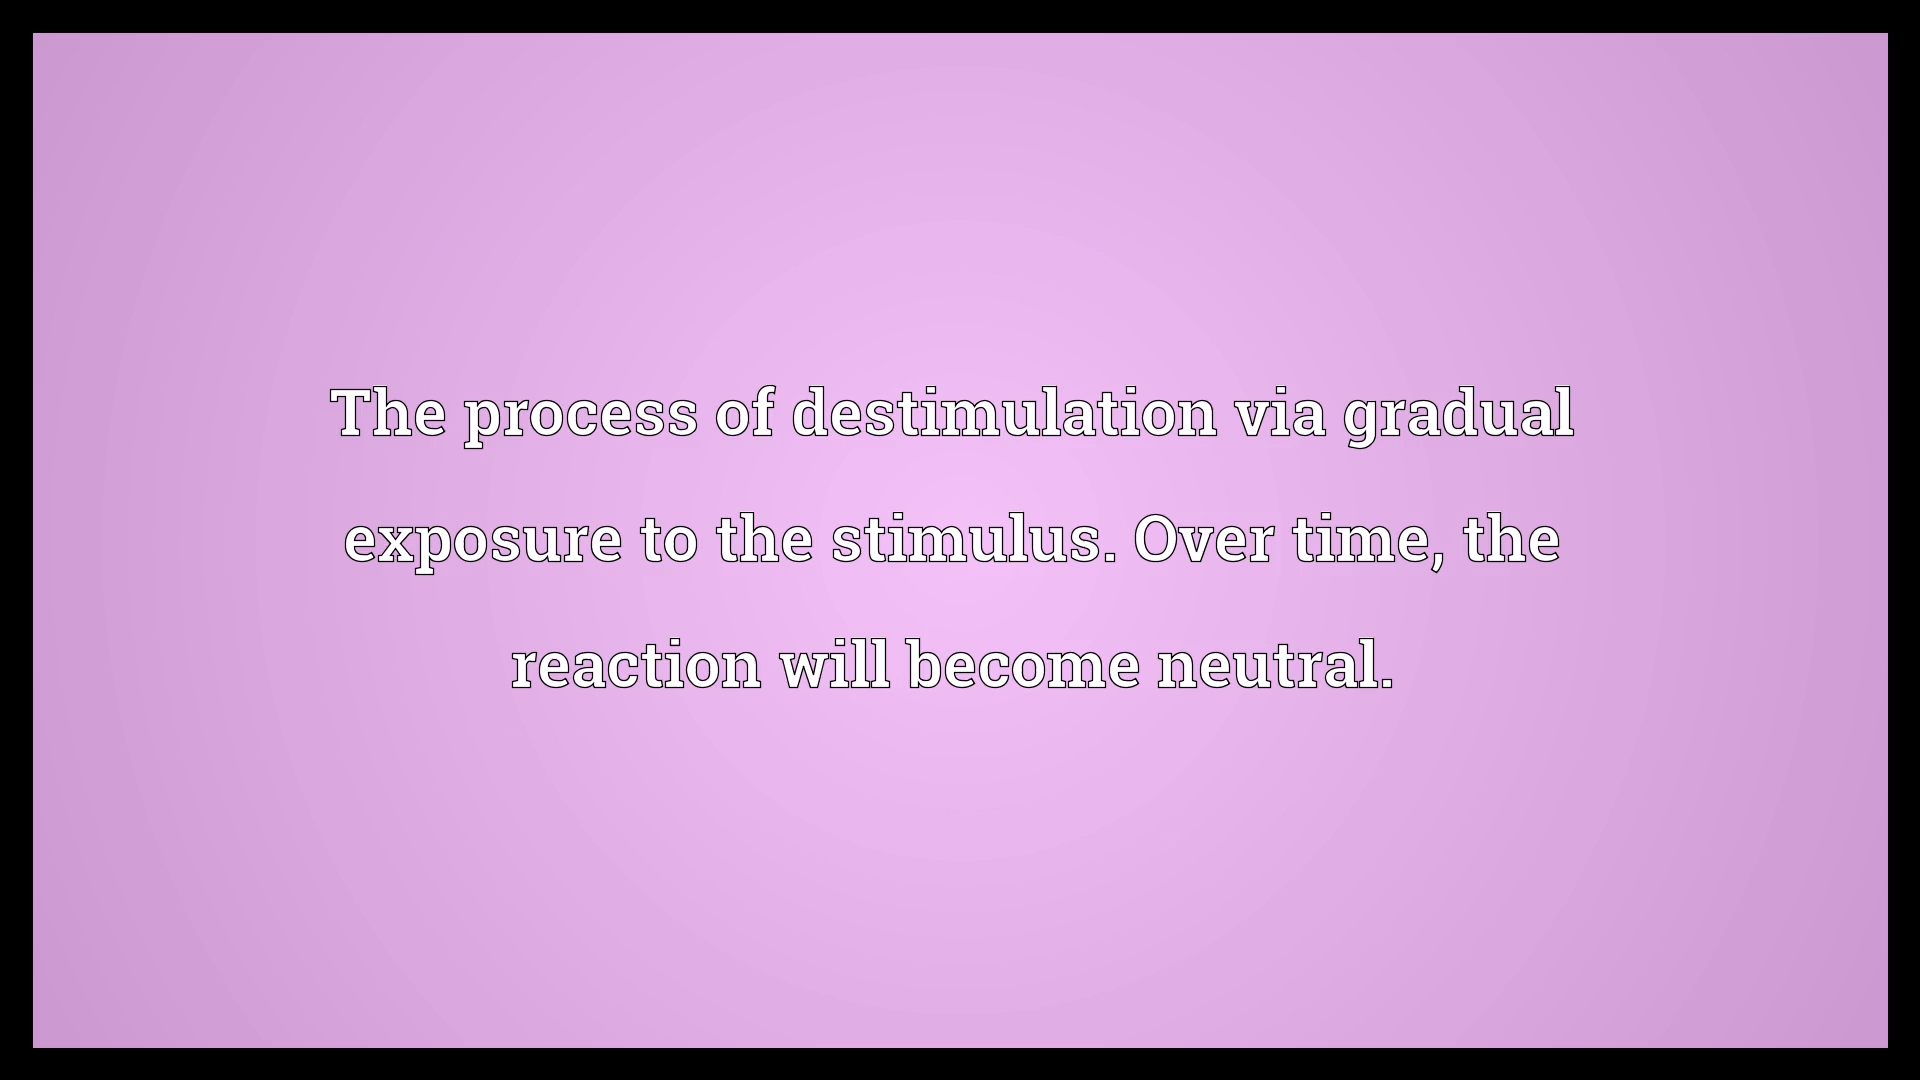 The process of destimulation via gradual
exposure to the stimulus. Over time, the
reaction will become neutral.